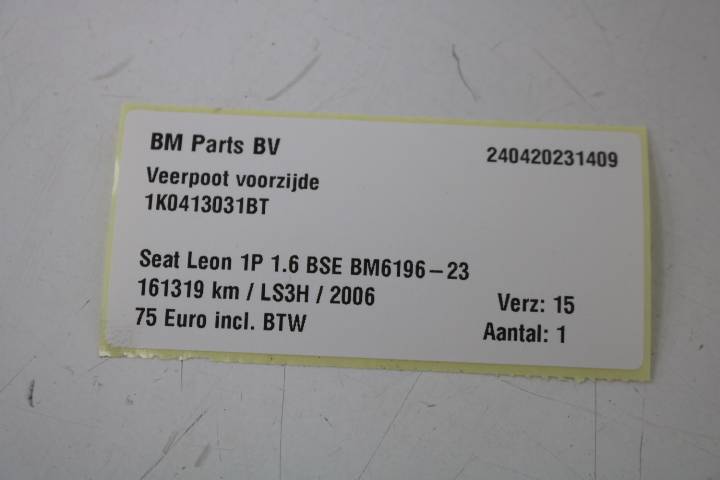 BM Parts BV
240420231409
Veerpoot voorzijde
1K0413031BT
Seat Leon 1P 1.6 BSE BM6196-23
161319 km / LS3H / 2006
Verz: 15
75 Euro incl. BTW
Aantal: 1